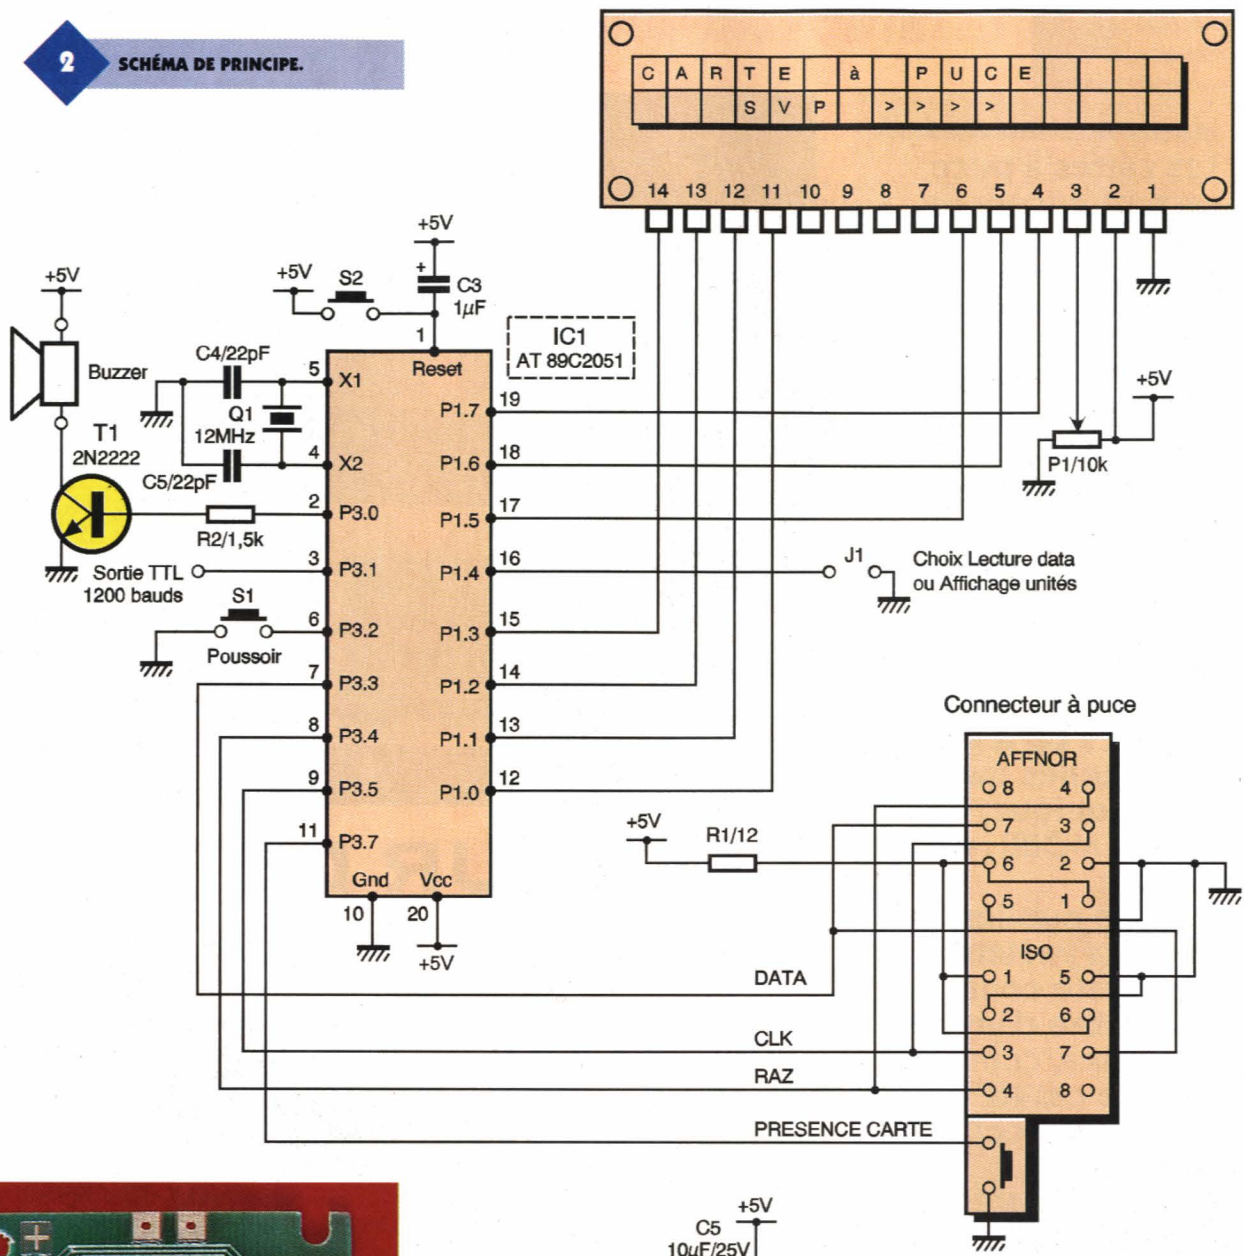 2 SCHÉMA DE PRINCIPE.
C A R T E à P U C E
S V P > > > >
14 13 12 11 10 9 8 7 6 5 4 3 2 1
+5V
+5V
S2
+
C3
1µF
+5V
Buzzer
T1
2N2222
C4/22pF
Q1
12MHz
C5/22pF
R2/1,5k
Sortie TTL
1200 bauds
S1
Poussoir
IC1
AT 89C2051
1
Reset
5 X1
4 X2
2 P3.0
3 P3.1
6 P3.2
7 P3.3
8 P3.4
9 P3.5
11 P3.7
P1.7 19
P1.6 18
P1.5 17
P1.4 16
P1.3 15
P1.2 14
P1.1 13
P1.0 12
Gnd Vcc
10 20
+5V
+5V
P1/10k
J1
Choix Lecture data
ou Affichage unités
Connecteur à puce
AFFNOR
8 4
7 3
6 2
5 1
ISO
1 5
2 6
3 7
4 8
+5V
R1/12
DATA
CLK
RAZ
PRESENCE CARTE
+5V
C5
10µF/25V
+